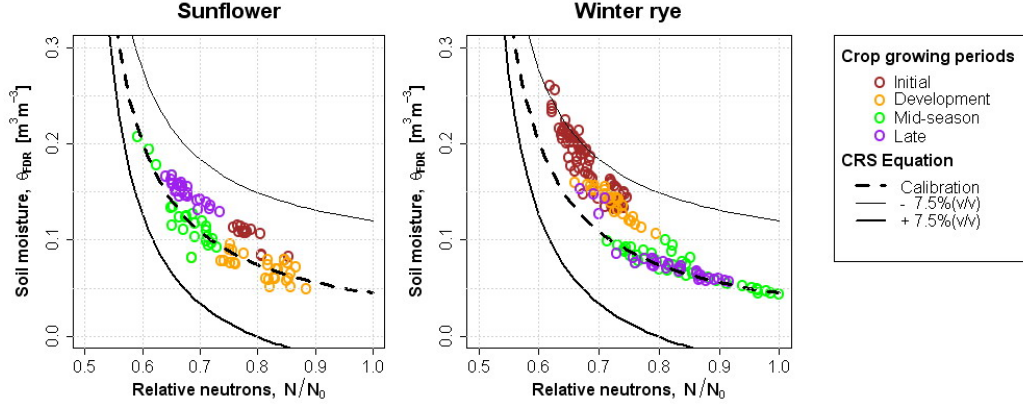 Sunflower
Winter rye
Soil moisture, θFDR [m³ m⁻³]
0.3
0.2
0.1
0.0
0.5 0.6 0.7 0.8 0.9 1.0
Relative neutrons, N/N₀
Soil moisture, θFDR [m³ m⁻³]
0.3
0.2
0.1
0.0
0.5 0.6 0.7 0.8 0.9 1.0
Relative neutrons, N/N₀
Crop growing periods
Initial
Development
Mid-season
Late
CRS Equation
Calibration
- 7.5%(v/v)
+ 7.5%(v/v)